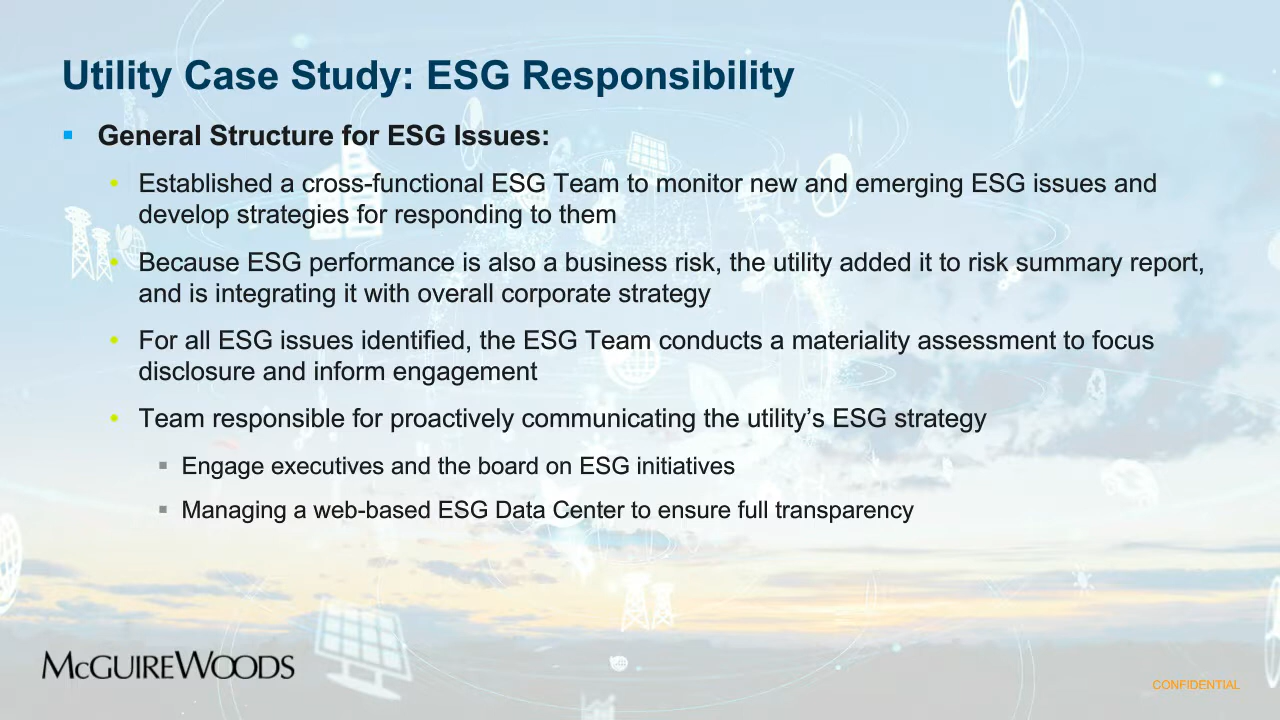 Utility Case Study: ESG Responsibility
General Structure for ESG Issues:
Established a cross-functional ESG Team to monitor new and emerging ESG issues and
develop strategies for responding to them
Because ESG performance is also a business risk, the utility added it to risk summary report,
and is integrating it with overall corporate strategy
For all ESG issues identified, the ESG Team conducts a materiality assessment to focus
disclosure and inform engagement
Team responsible for proactively communicating the utility’s ESG strategy
Engage executives and the board on ESG initiatives
Managing a web-based ESG Data Center to ensure full transparency
McGuireWoods
CONFIDENTIAL